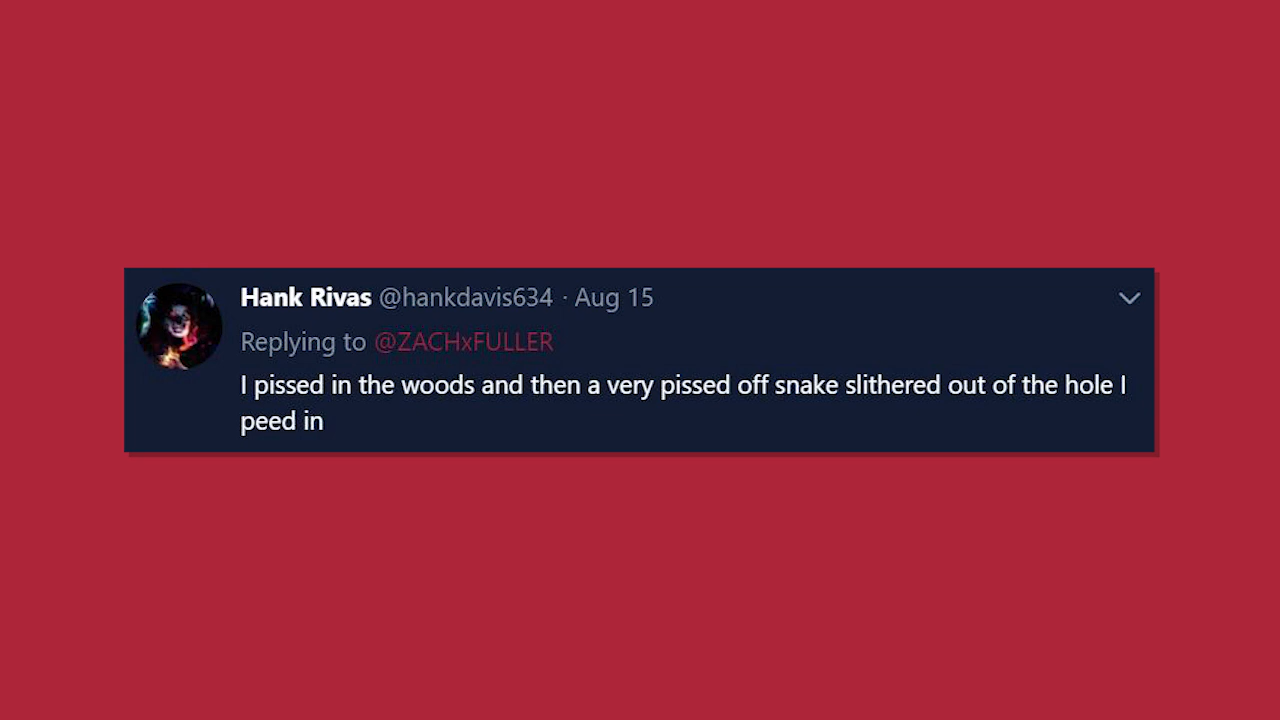 Hank Rivas @hankdavis634 · Aug 15
Replying to @ZACHxFULLER
I pissed in the woods and then a very pissed off snake slithered out of the hole I
peed in